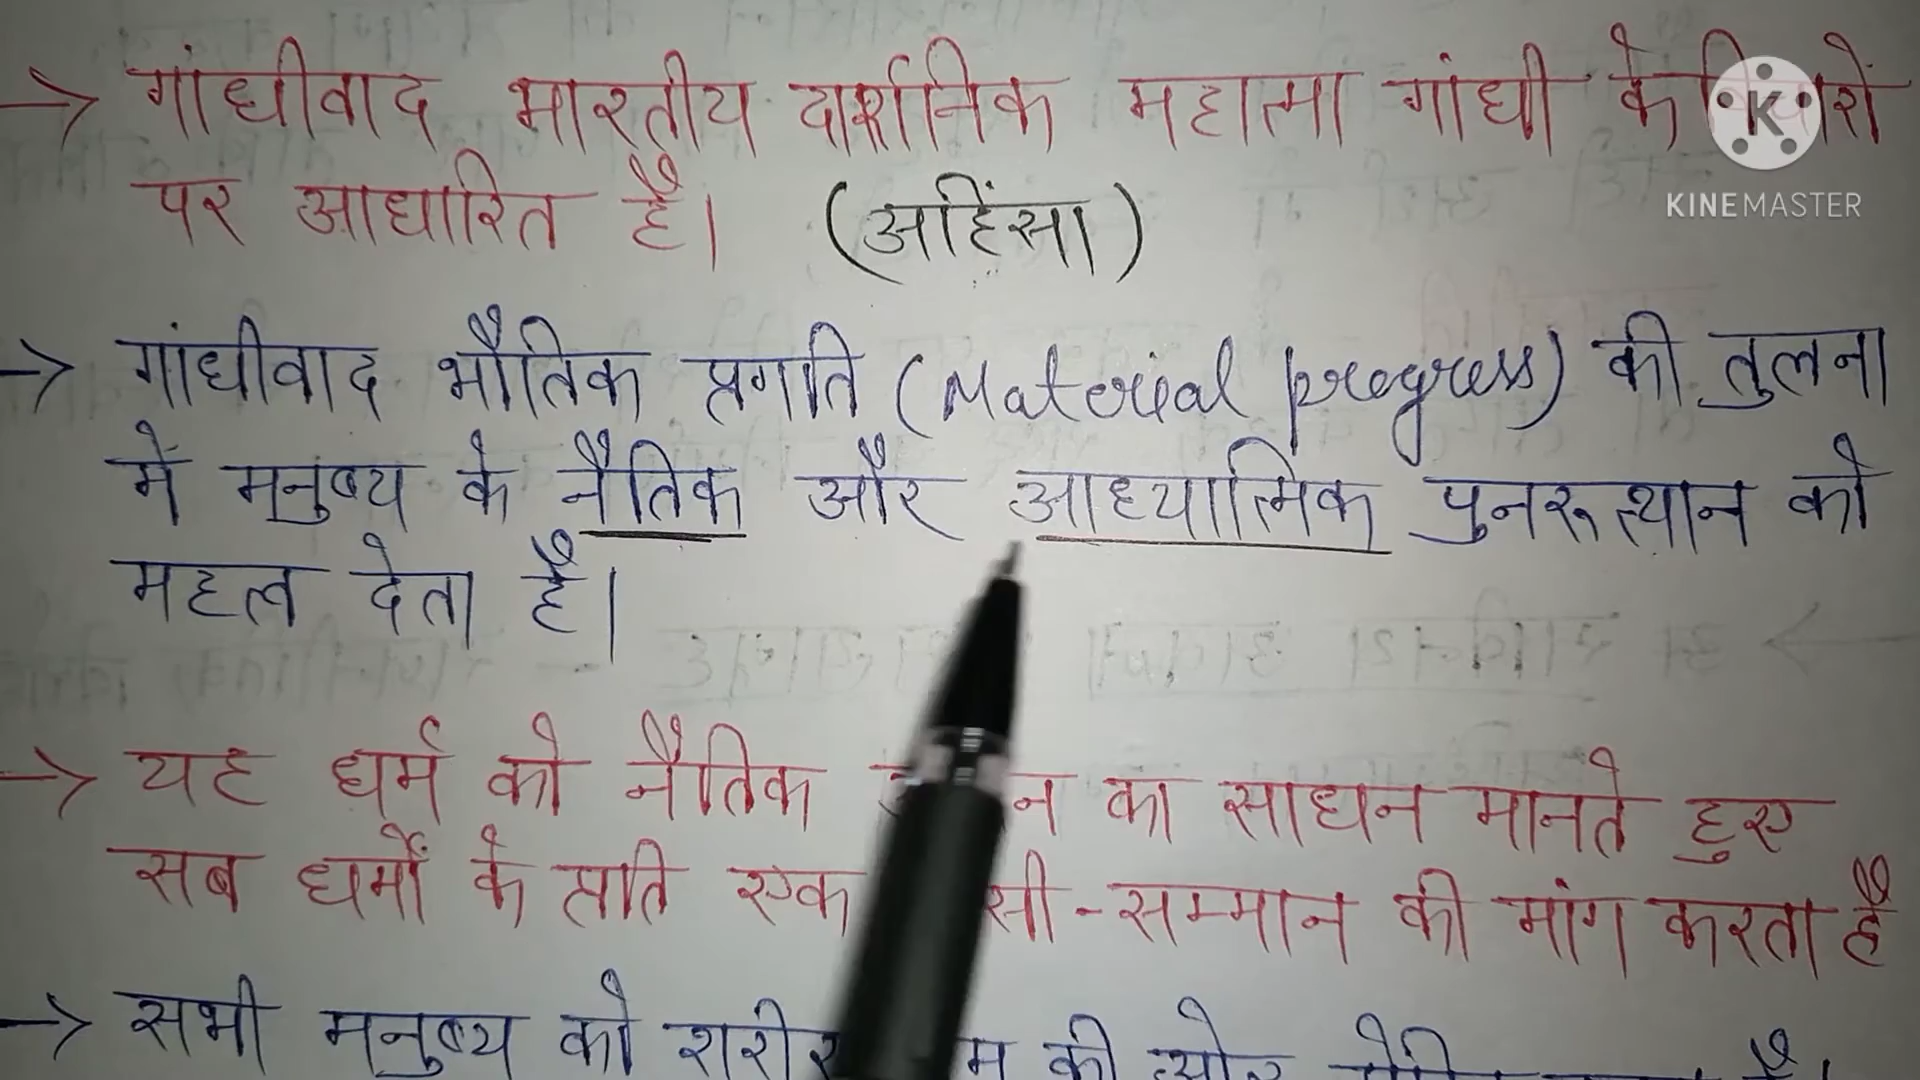 → गांधीवाद भारतीय दार्शनिक महात्मा गांधी के
पर आधारित है। (अहिंसा)
→ गांधीवाद भौतिक प्रगति (Material progress) की तुलना
में मनुष्य के नैतिक और आध्यात्मिक पुनरूत्थान को
महत्व देता है।
→ यह धर्म को नैतिक का साधन मानते हुए
सब धर्मों के प्रति एक सी - सम्मान की मांग करता है
→ सभी मनुष्य को की ओर है।
KINEMASTER